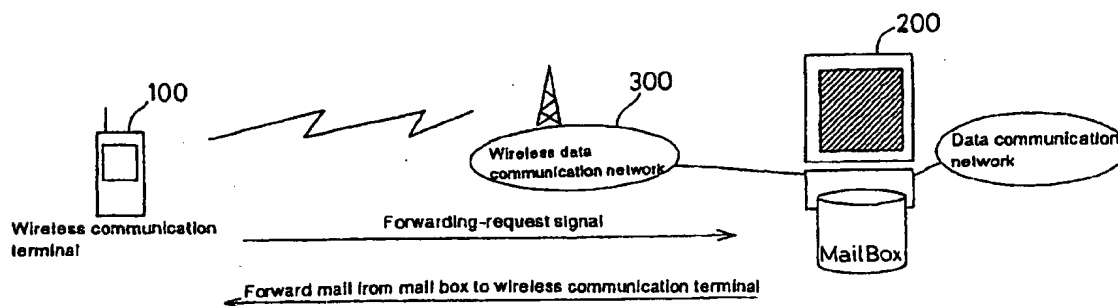 200
100
300
Wireless data
communication network
Data communication
network
Wireless communication
terminal
Forwarding-request signal
MailBox
Forward mail from mail box to wireless communication terminal